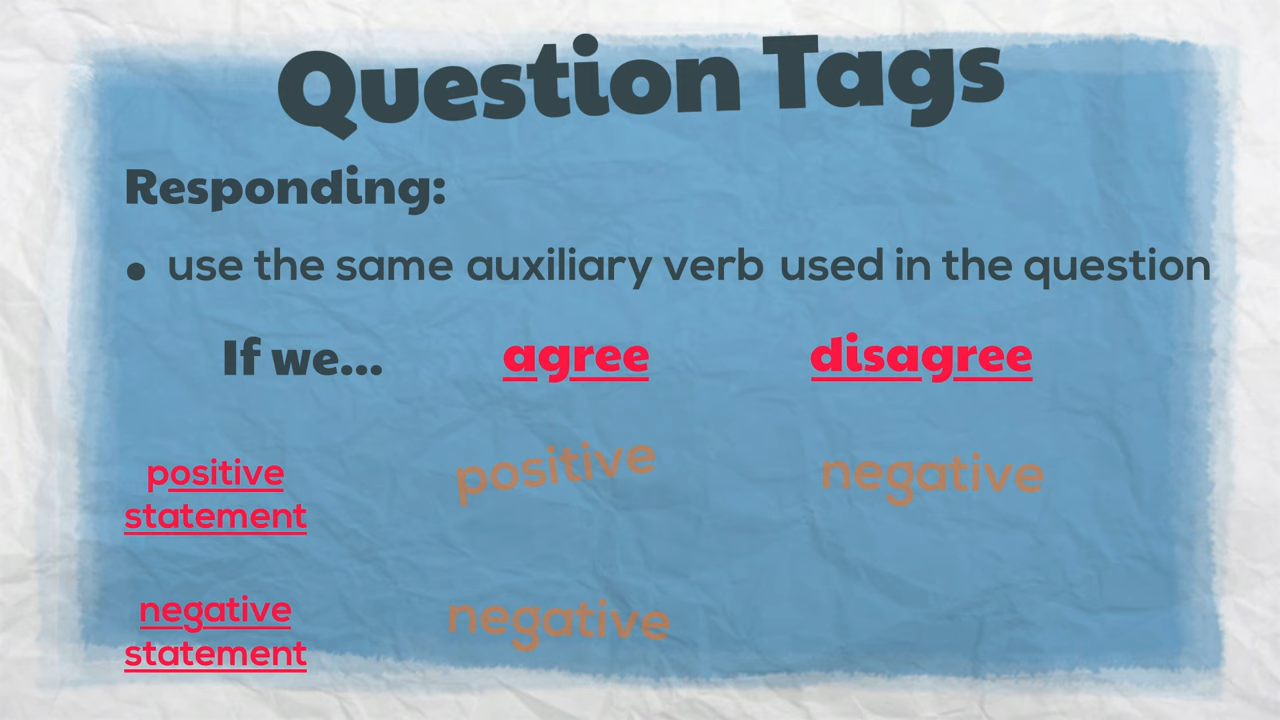 Question Tags
Responding:
• use the same auxiliary verb used in the question
If we... agree disagree
positive
statement
positive negative
negative
statement
negative